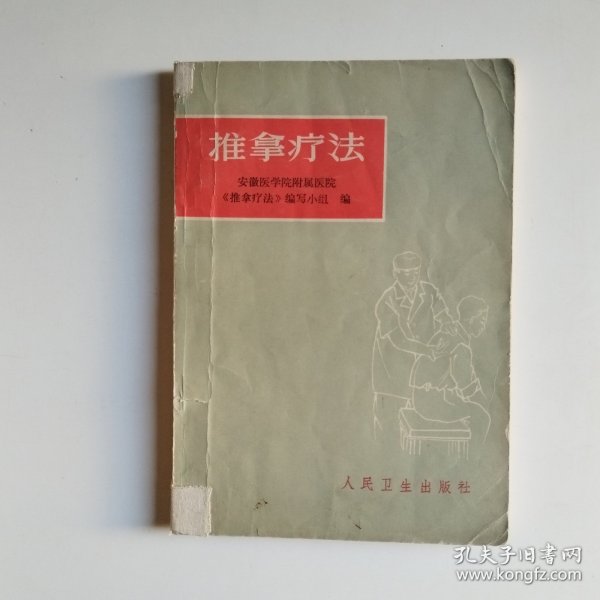 推拿疗法
安徽医学院附属医院
《推拿疗法》编写小组 编
人民卫生出版社
孔夫子旧书网
www.kongfz.com